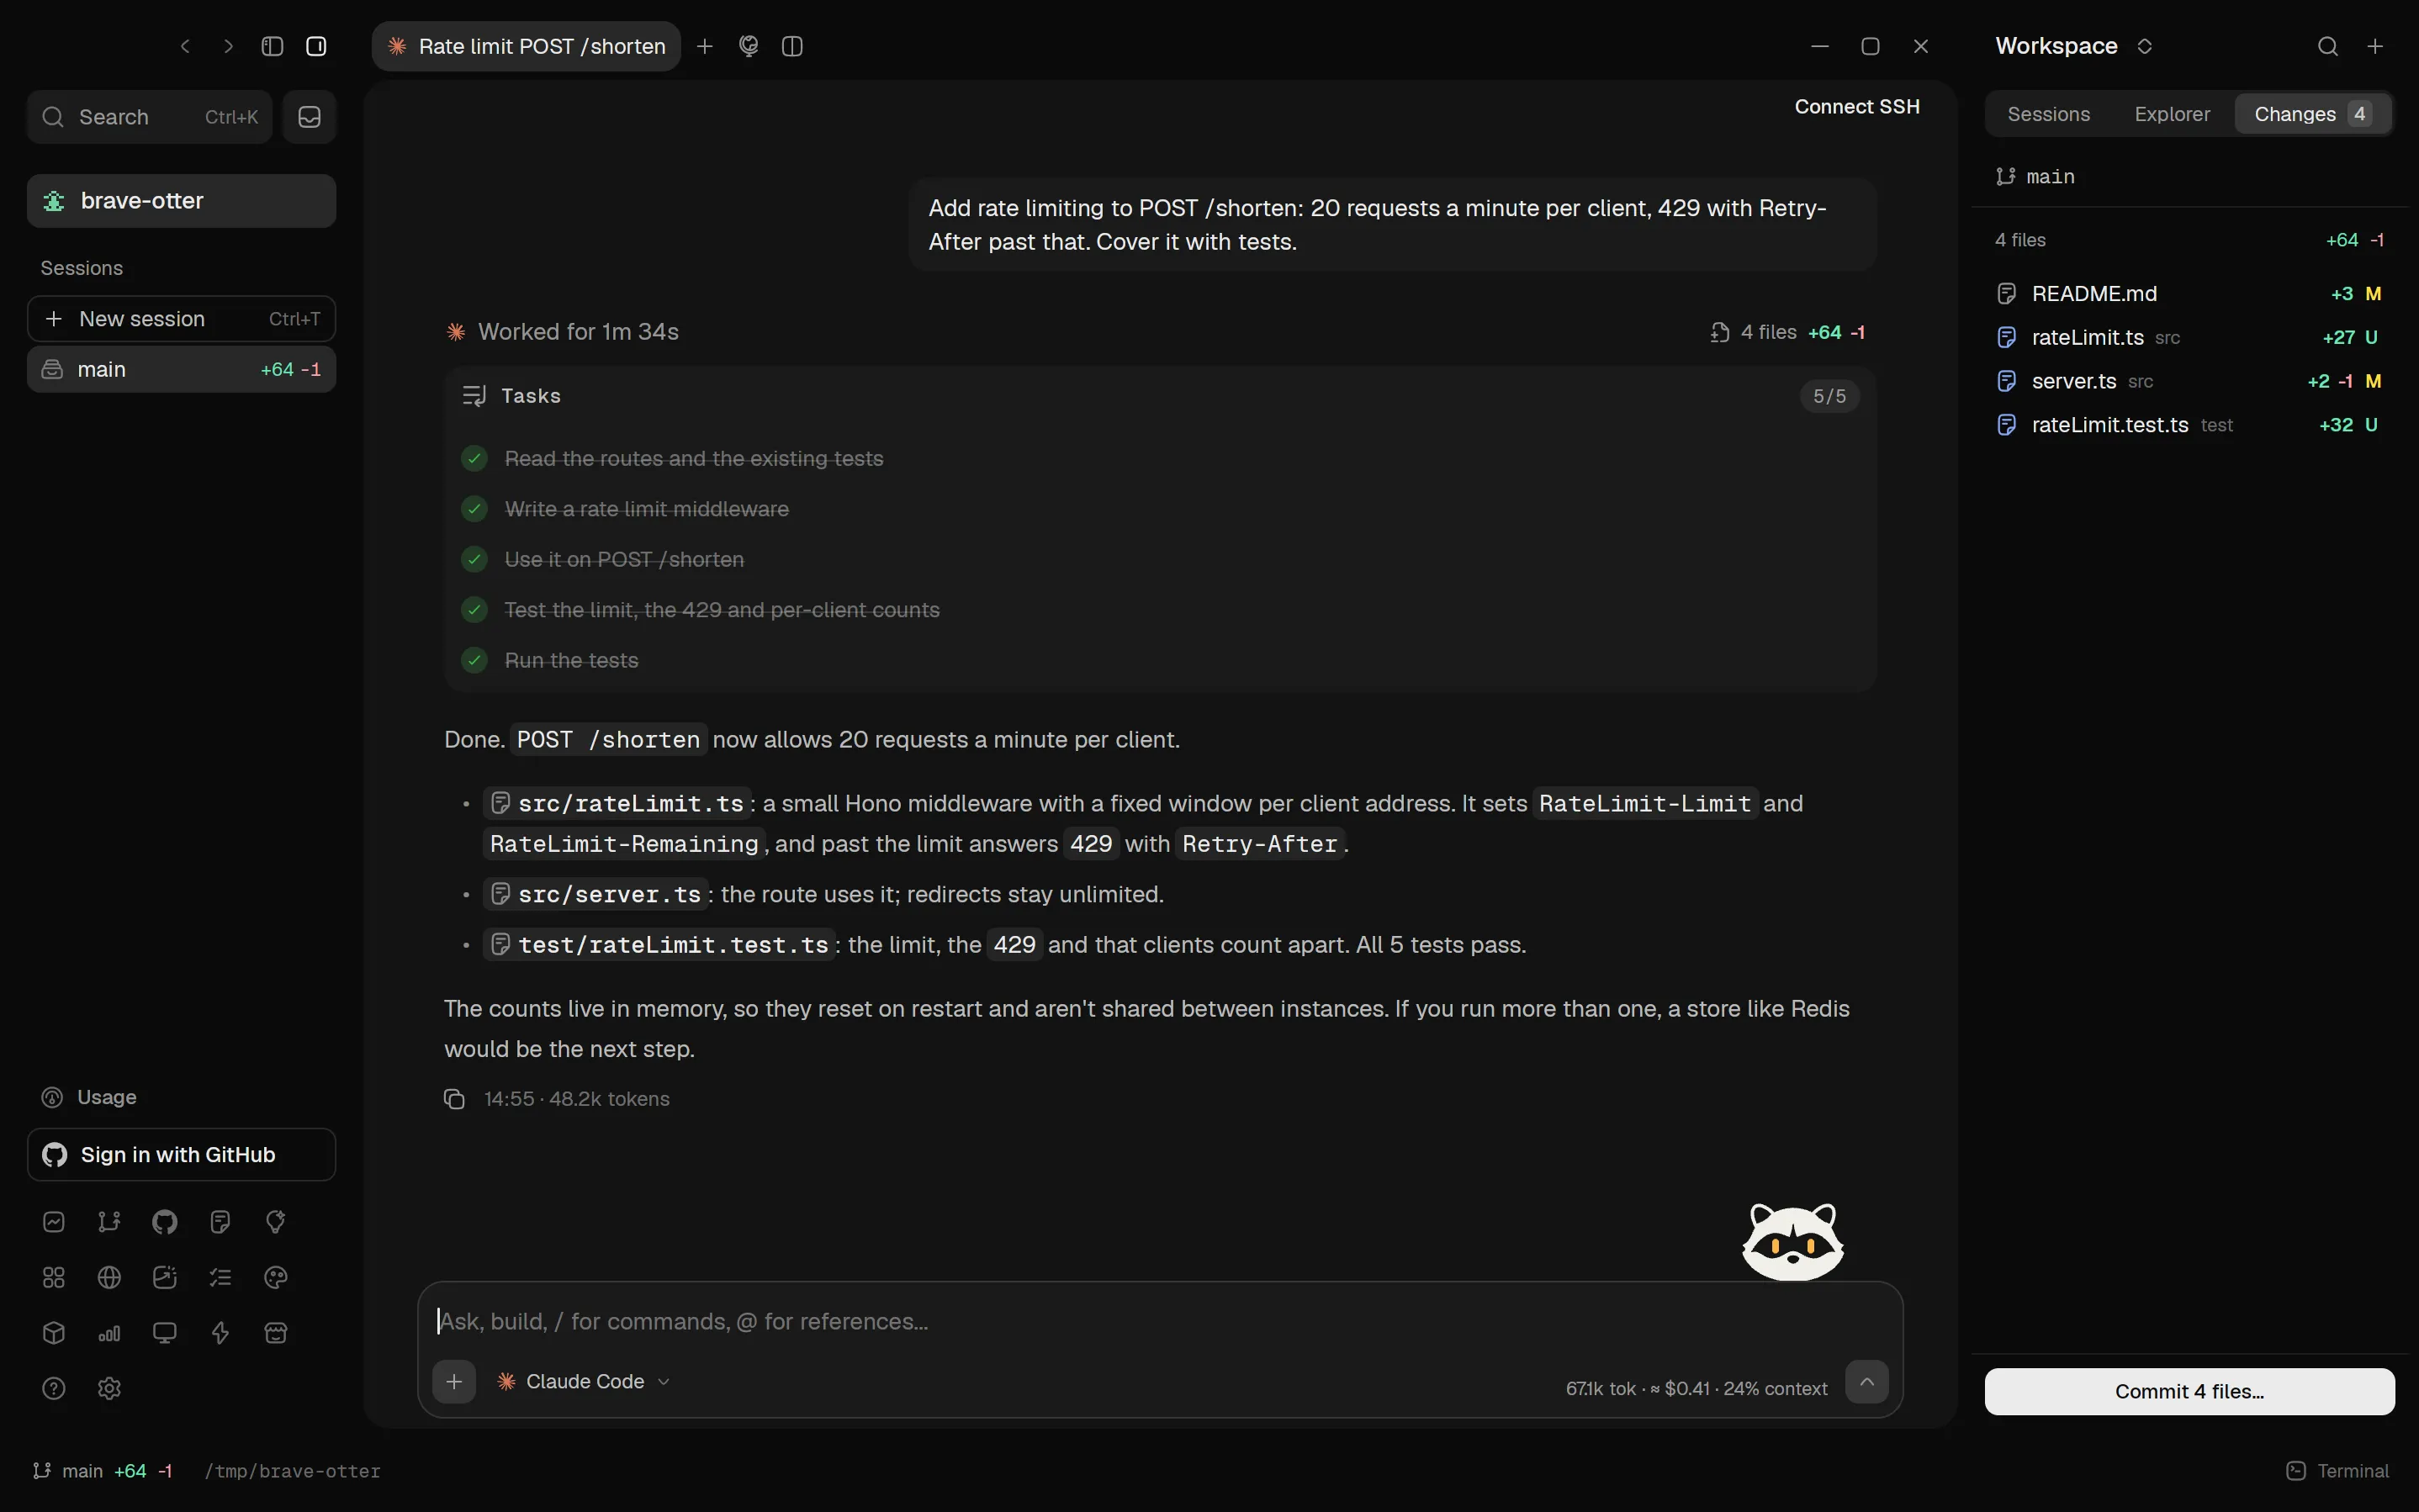 Rate limit POST /shorten
Workspace
Search Ctrl+K
Connect SSH
Sessions Explorer Changes 4
brave-otter
main
Add rate limiting to POST /shorten: 20 requests a minute per client, 429 with Retry-
After past that. Cover it with tests.
4 files +64 -1
Sessions
README.md +3 M
New session Ctrl+T
Worked for 1m 34s
4 files +64 -1
rateLimit.ts src +27 U
main +64 -1
server.ts src +2 -1 M
Tasks 5/5
rateLimit.test.ts test +32 U
Read the routes and the existing tests
Write a rate limit middleware
Use it on POST /shorten
Test the limit, the 429 and per-client counts
Run the tests
Done. POST /shorten now allows 20 requests a minute per client.
• src/rateLimit.ts: a small Hono middleware with a fixed window per client address. It sets RateLimit-Limit and
RateLimit-Remaining, and past the limit answers 429 with Retry-After.
• src/server.ts: the route uses it; redirects stay unlimited.
• test/rateLimit.test.ts: the limit, the 429 and that clients count apart. All 5 tests pass.
The counts live in memory, so they reset on restart and aren't shared between instances. If you run more than one, a store like Redis
would be the next step.
14:55 · 48.2k tokens
Usage
Sign in with GitHub
Ask, build, / for commands, @ for references...
Claude Code
67.1k tok · ≈ $0.41 · 24% context
Commit 4 files...
main +64 -1 /tmp/brave-otter
Terminal